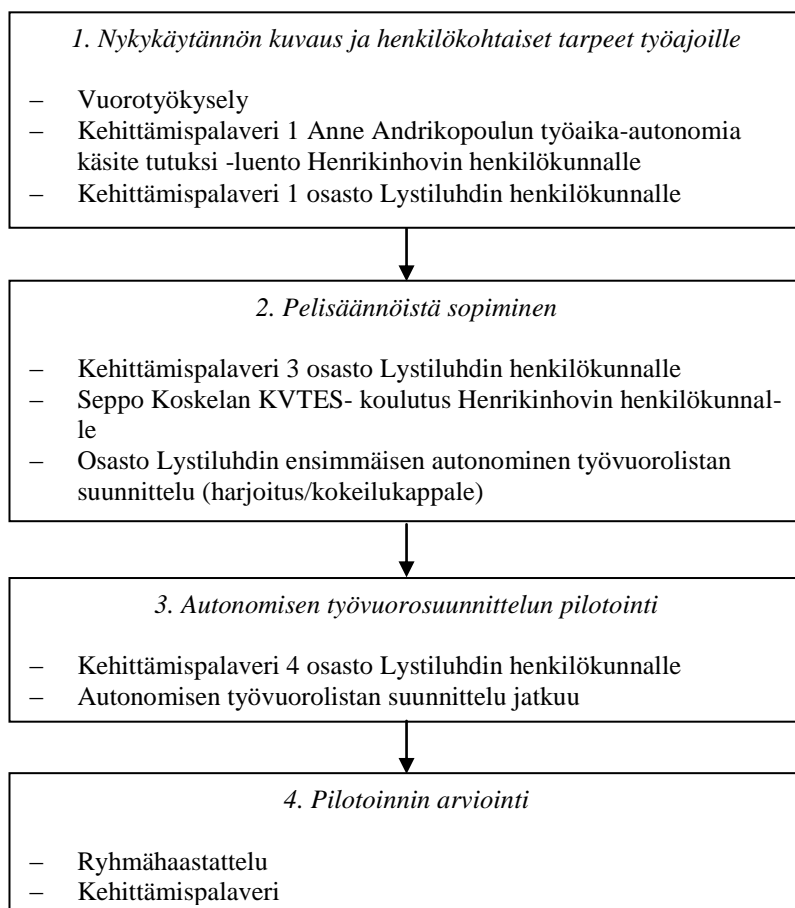 1. Nykykäytännön kuvaus ja henkilökohtaiset tarpeet työajoille
– Vuorotyökysely
– Kehittämispalaveri 1 Anne Andrikopoulun työaika-autonomia
käsite tutuksi -luento Henrikinhovin henkilökunnalle
– Kehittämispalaveri 1 osasto Lystiluhdin henkilökunnalle
2. Pelisäännöistä sopiminen
– Kehittämispalaveri 3 osasto Lystiluhdin henkilökunnalle
– Seppo Koskelan KVTES- koulutus Henrikinhovin henkilökunnal-
le
– Osasto Lystiluhdin ensimmäisen autonominen työvuorolistan
suunnittelu (harjoitus/kokeilukappale)
3. Autonomisen työvuorosuunnittelun pilotointi
– Kehittämispalaveri 4 osasto Lystiluhdin henkilökunnalle
– Autonomisen työvuorolistan suunnittelu jatkuu
4. Pilotoinnin arviointi
– Ryhmähaastattelu
– Kehittämispalaveri